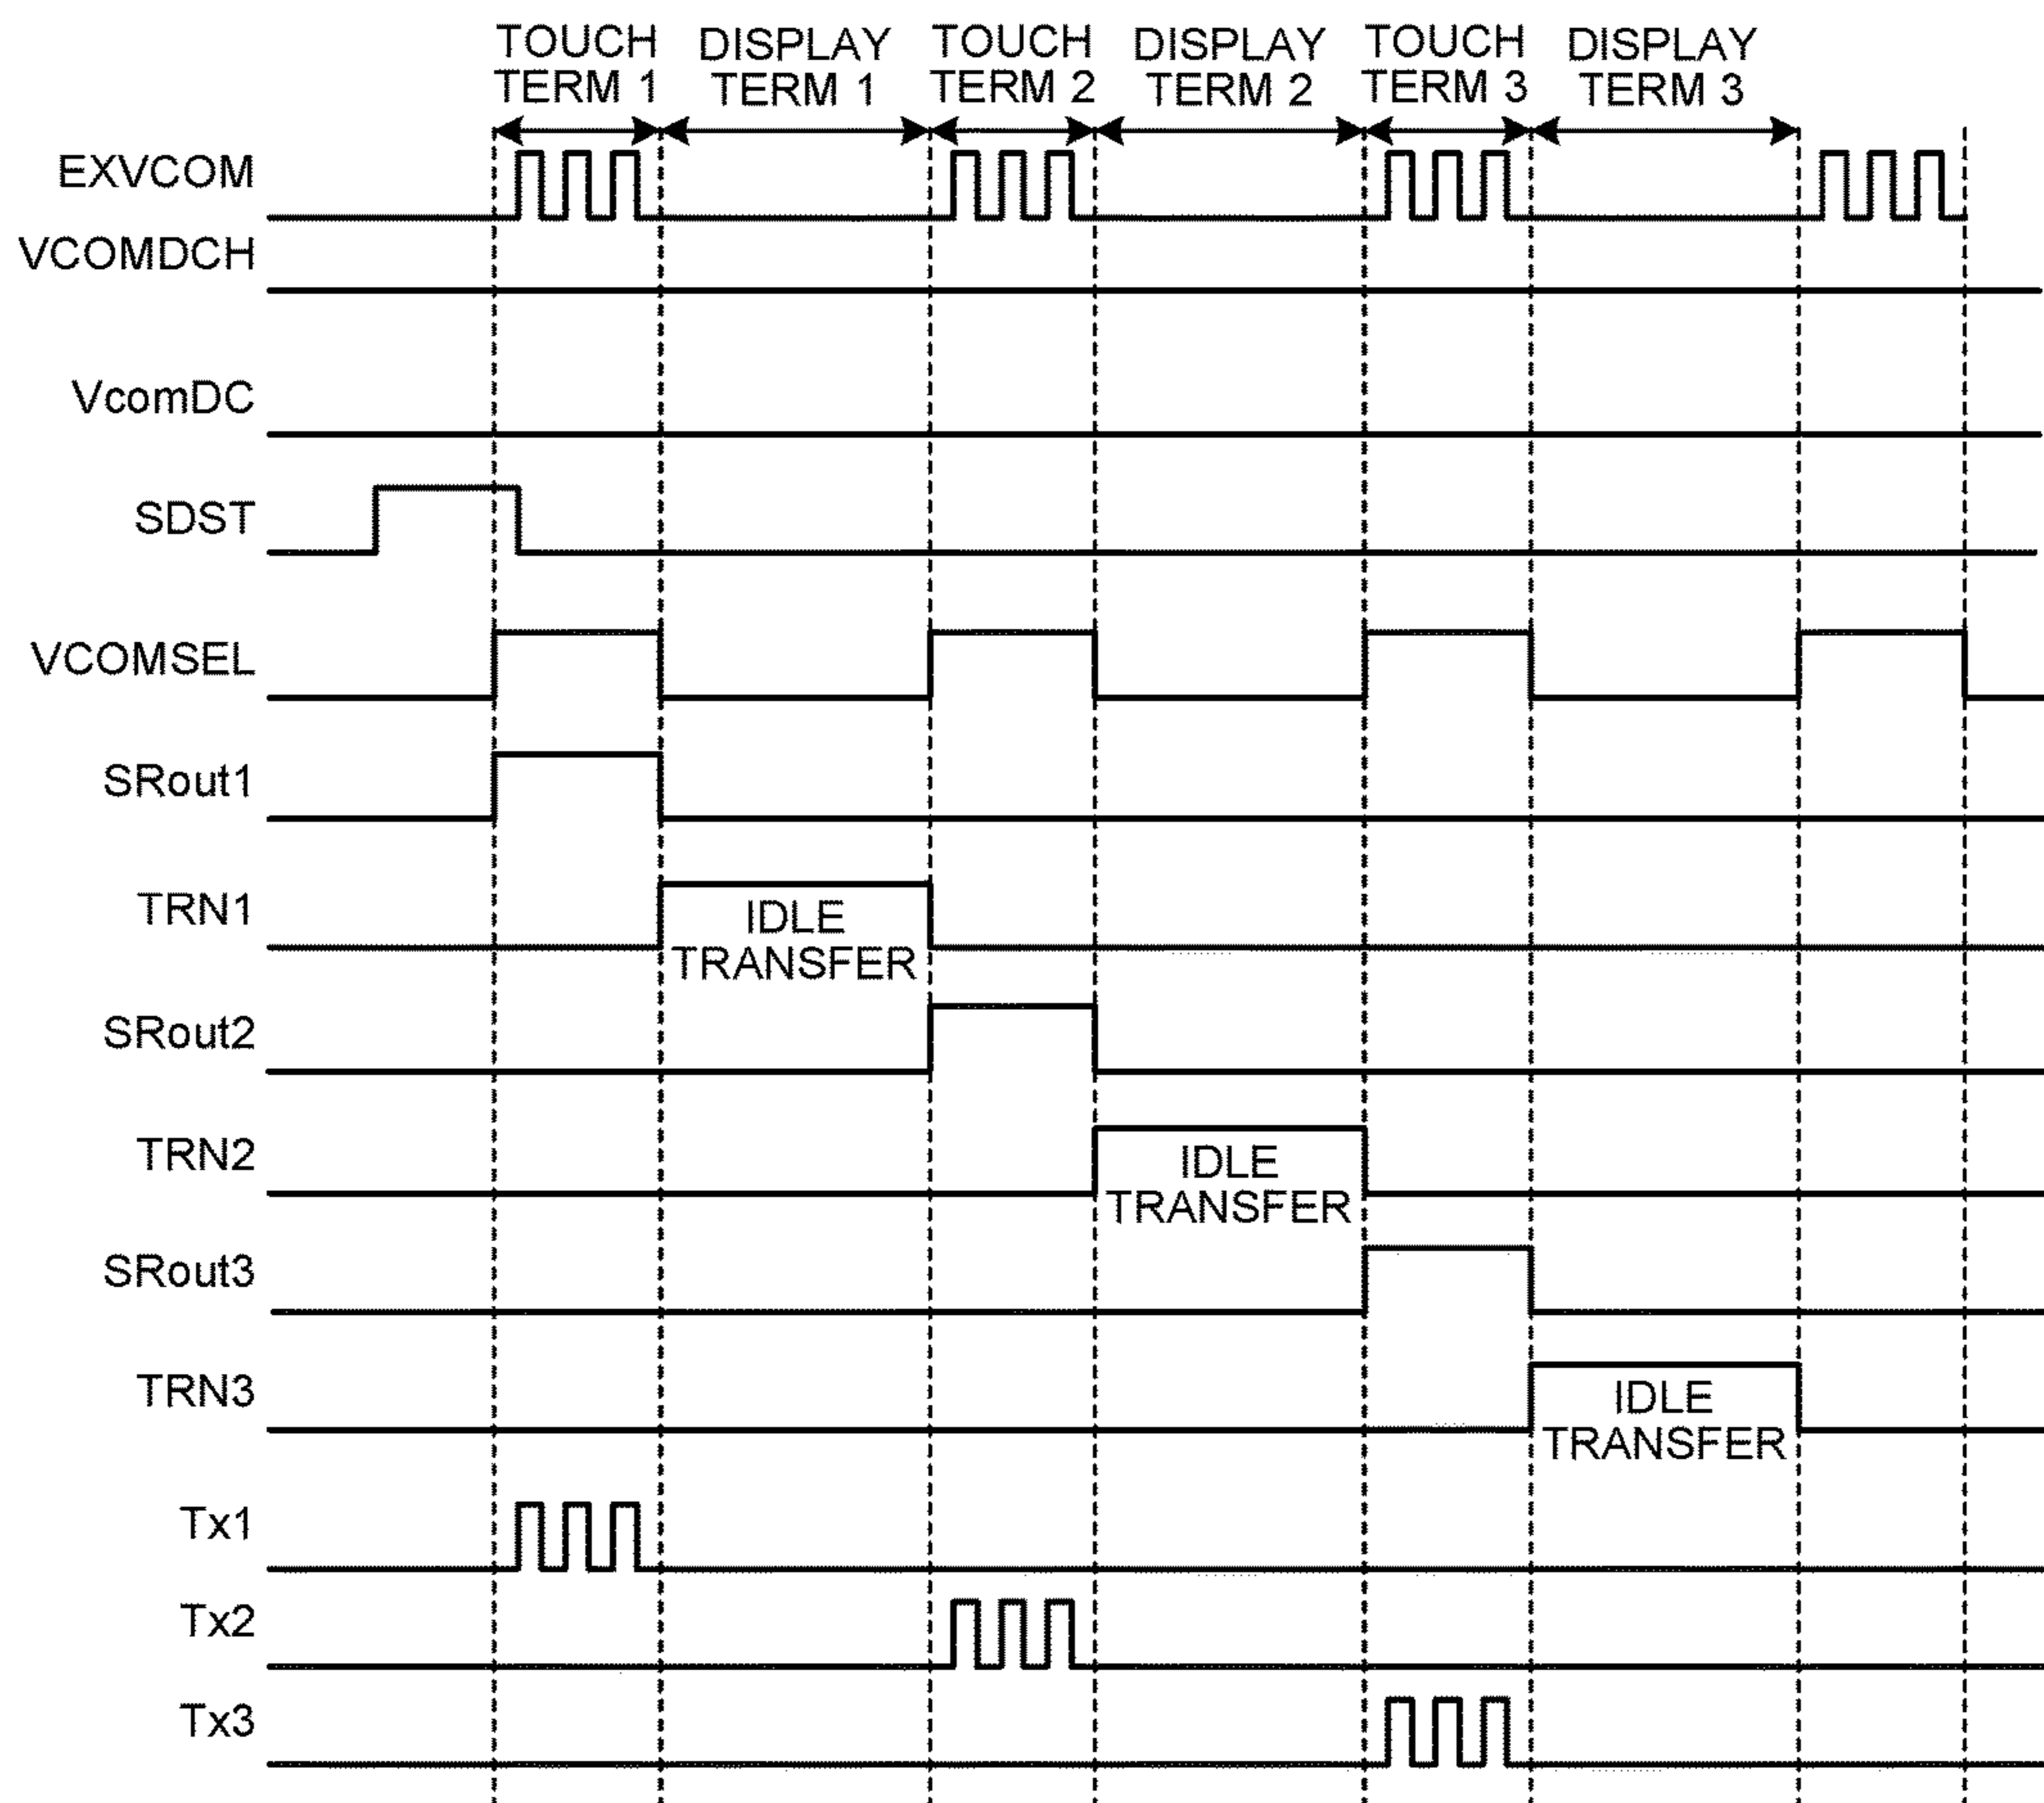 TOUCH
TERM 1
DISPLAY
TERM 1
TOUCH
TERM 2
DISPLAY
TERM 2
TOUCH
TERM 3
DISPLAY
TERM 3
EXVCOM
VCOMDCH
VcomDC
SDST
VCOMSEL
SRout1
TRN1
IDLE
TRANSFER
SRout2
TRN2
IDLE
TRANSFER
SRout3
TRN3
IDLE
TRANSFER
Tx1
Tx2
Tx3